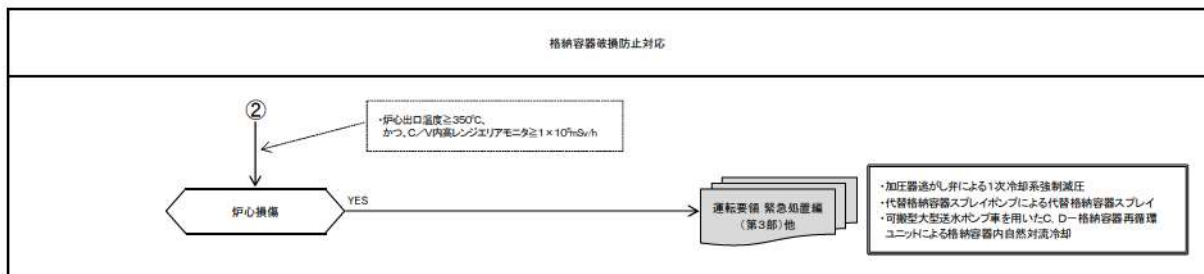 格納容器破損防止対応
②
・炉心出口温度≧350℃、
かつ、C/V内高レンジエリアモニタ≧1×10⁵mSv/h
炉心損傷
YES
運転要領 緊急処置編
（第3部）他
・加圧器逃がし弁による1次冷却系強制減圧
・代替格納容器スプレイポンプによる代替格納容器スプレイ
・可搬型大型送水ポンプ車を用いたC，D－格納容器再循環
ユニットによる格納容器内自然対流冷却